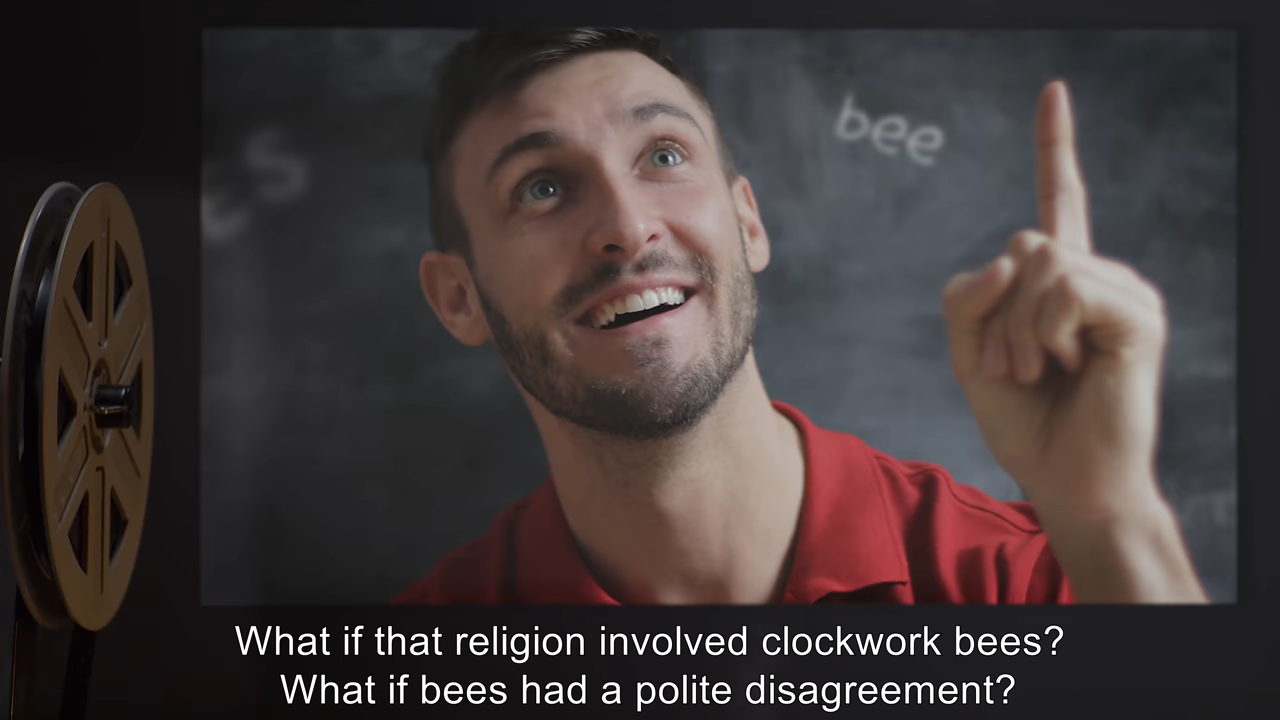 bee
What if that religion involved clockwork bees?
What if bees had a polite disagreement?